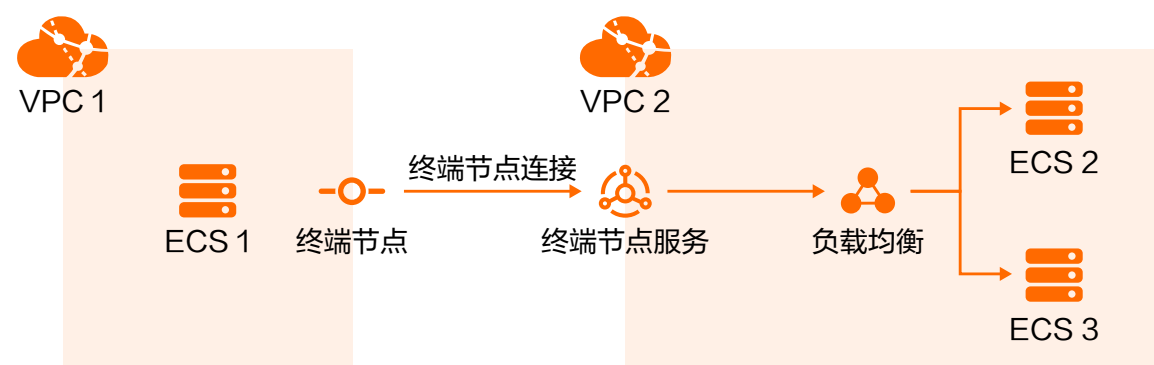 VPC 1
VPC 2
终端节点连接
ECS 1
终端节点
终端节点服务
负载均衡
ECS 2
ECS 3